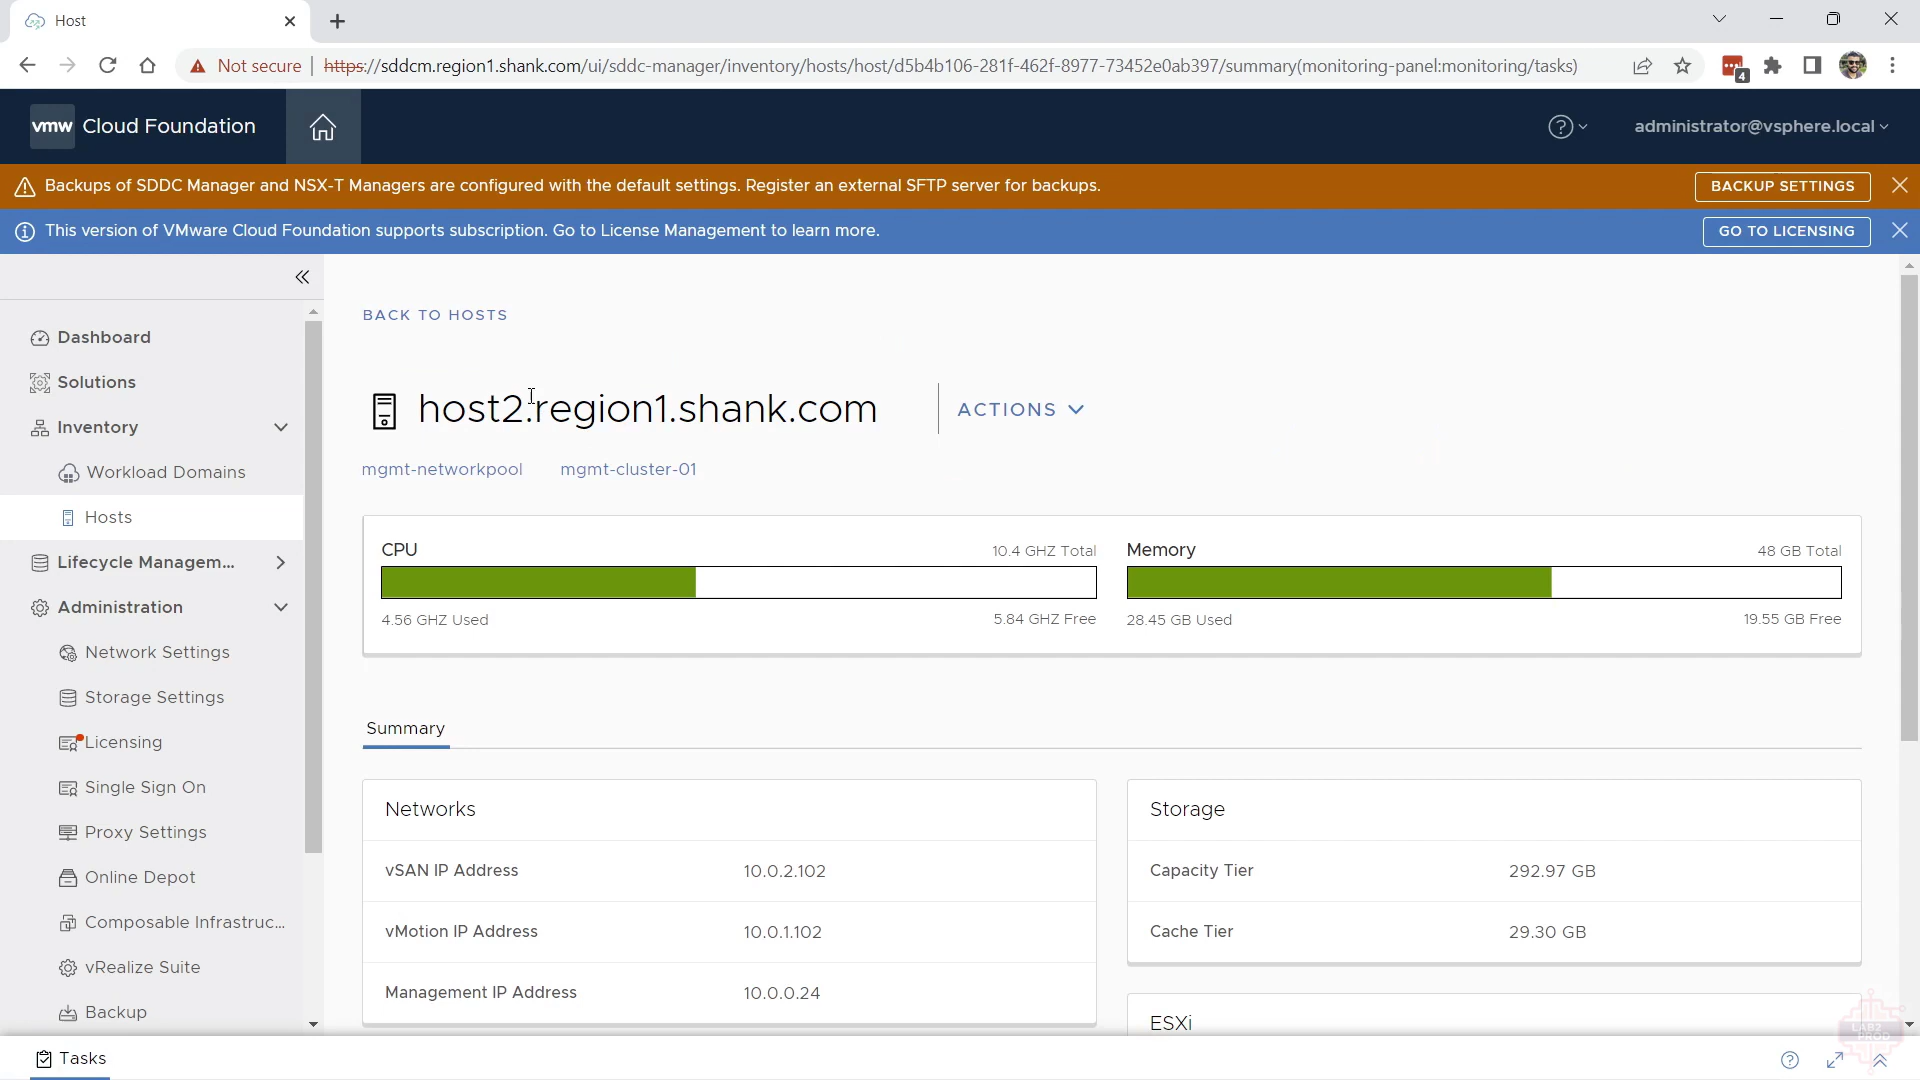 Host
Not secure
https://sddcm.region1.shank.com/ui/sddc-manager/inventory/hosts/host/d5b4b106-281f-462f-8977-73452e0ab397/summary(monitoring-panel:monitoring/tasks)
4
vmw Cloud Foundation
administrator@vsphere.local
Backups of SDDC Manager and NSX-T Managers are configured with the default settings. Register an external SFTP server for backups.
BACKUP SETTINGS
This version of VMware Cloud Foundation supports subscription. Go to License Management to learn more.
GO TO LICENSING
Dashboard
Solutions
Inventory
Workload Domains
Hosts
Lifecycle Managem...
Administration
Network Settings
Storage Settings
Licensing
Single Sign On
Proxy Settings
Online Depot
Composable Infrastruc...
vRealize Suite
Backup
BACK TO HOSTS
host2.region1.shank.com
ACTIONS
mgmt-networkpool mgmt-cluster-01
CPU 10.4 GHZ Total
4.56 GHZ Used 5.84 GHZ Free
Memory 48 GB Total
28.45 GB Used 19.55 GB Free
Summary
Networks
vSAN IP Address 10.0.2.102
vMotion IP Address 10.0.1.102
Management IP Address 10.0.0.24
Storage
Capacity Tier 292.97 GB
Cache Tier 29.30 GB
ESXi
LAB2
PROD
Tasks